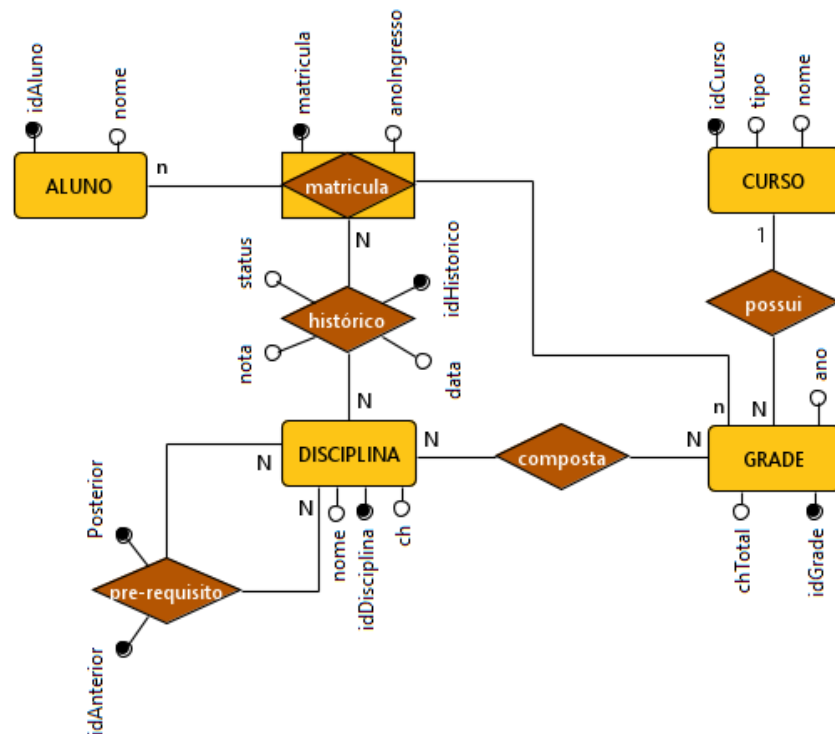 idAluno
nome
ALUNO
n
matricula
anoIngresso
matricula
N
idCurso
tipo
nome
CURSO
1
possui
N
n
ano
status
idHistorico
histórico
nota
data
N
DISCIPLINA
N
composta
N
GRADE
N
N
nome
idDisciplina
ch
chTotal
idGrade
Posterior
pre-requisito
idAnterior